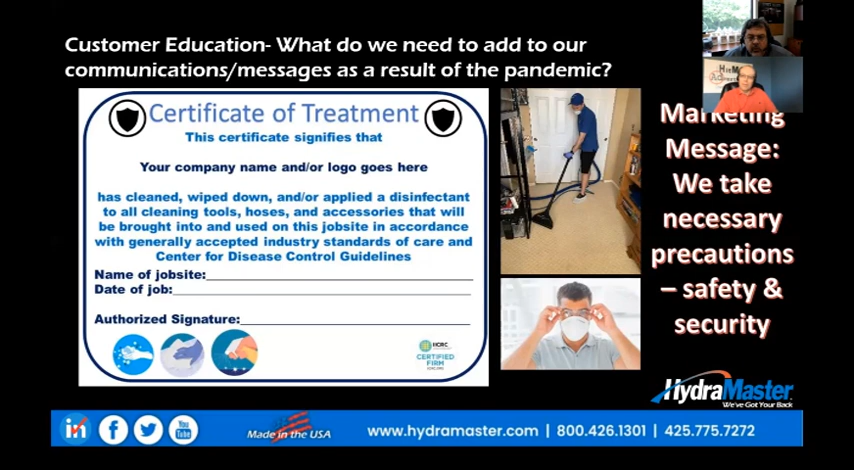 Customer Education- What do we need to add to our
communications/messages as a result of the pandemic?
Certificate of Treatment
This certificate signifies that
Your company name and/or logo goes here
has cleaned, wiped down, and/or applied a disinfectant
to all cleaning tools, hoses, and accessories that will
be brought into and used on this jobsite in accordance
with generally accepted industry standards of care and
Center for Disease Control Guidelines
Name of jobsite:
Date of job:
Authorized Signature:
IICRC
CERTIFIED
FIRM
Marketing
Message:
We take
necessary
precautions
– safety &
security
HydraMaster
We've Got Your Back
in
f
You
Tube
Made in the USA
www.hydramaster.com | 800.426.1301 | 425.775.7272